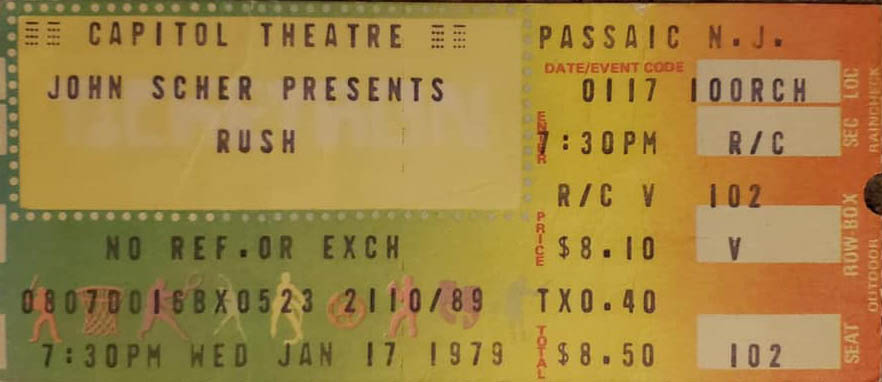 CAPITOL THEATRE
JOHN SCHER PRESENTS
RUSH
NO REF.OR EXCH
08070016BX0523 2110/89
7:30PM WED JAN 17 1979
PASSAIC N.J.
DATE/EVENT CODE
0117 100RCH
ENTER
7:30PM R/C
R/C V 102
PRICE
$8.10 V
TX0.40
TOTAL
$8.50 102
LOC
SEC
ROW-BOX
SEAT
RAINCHECK
OUTDOOR